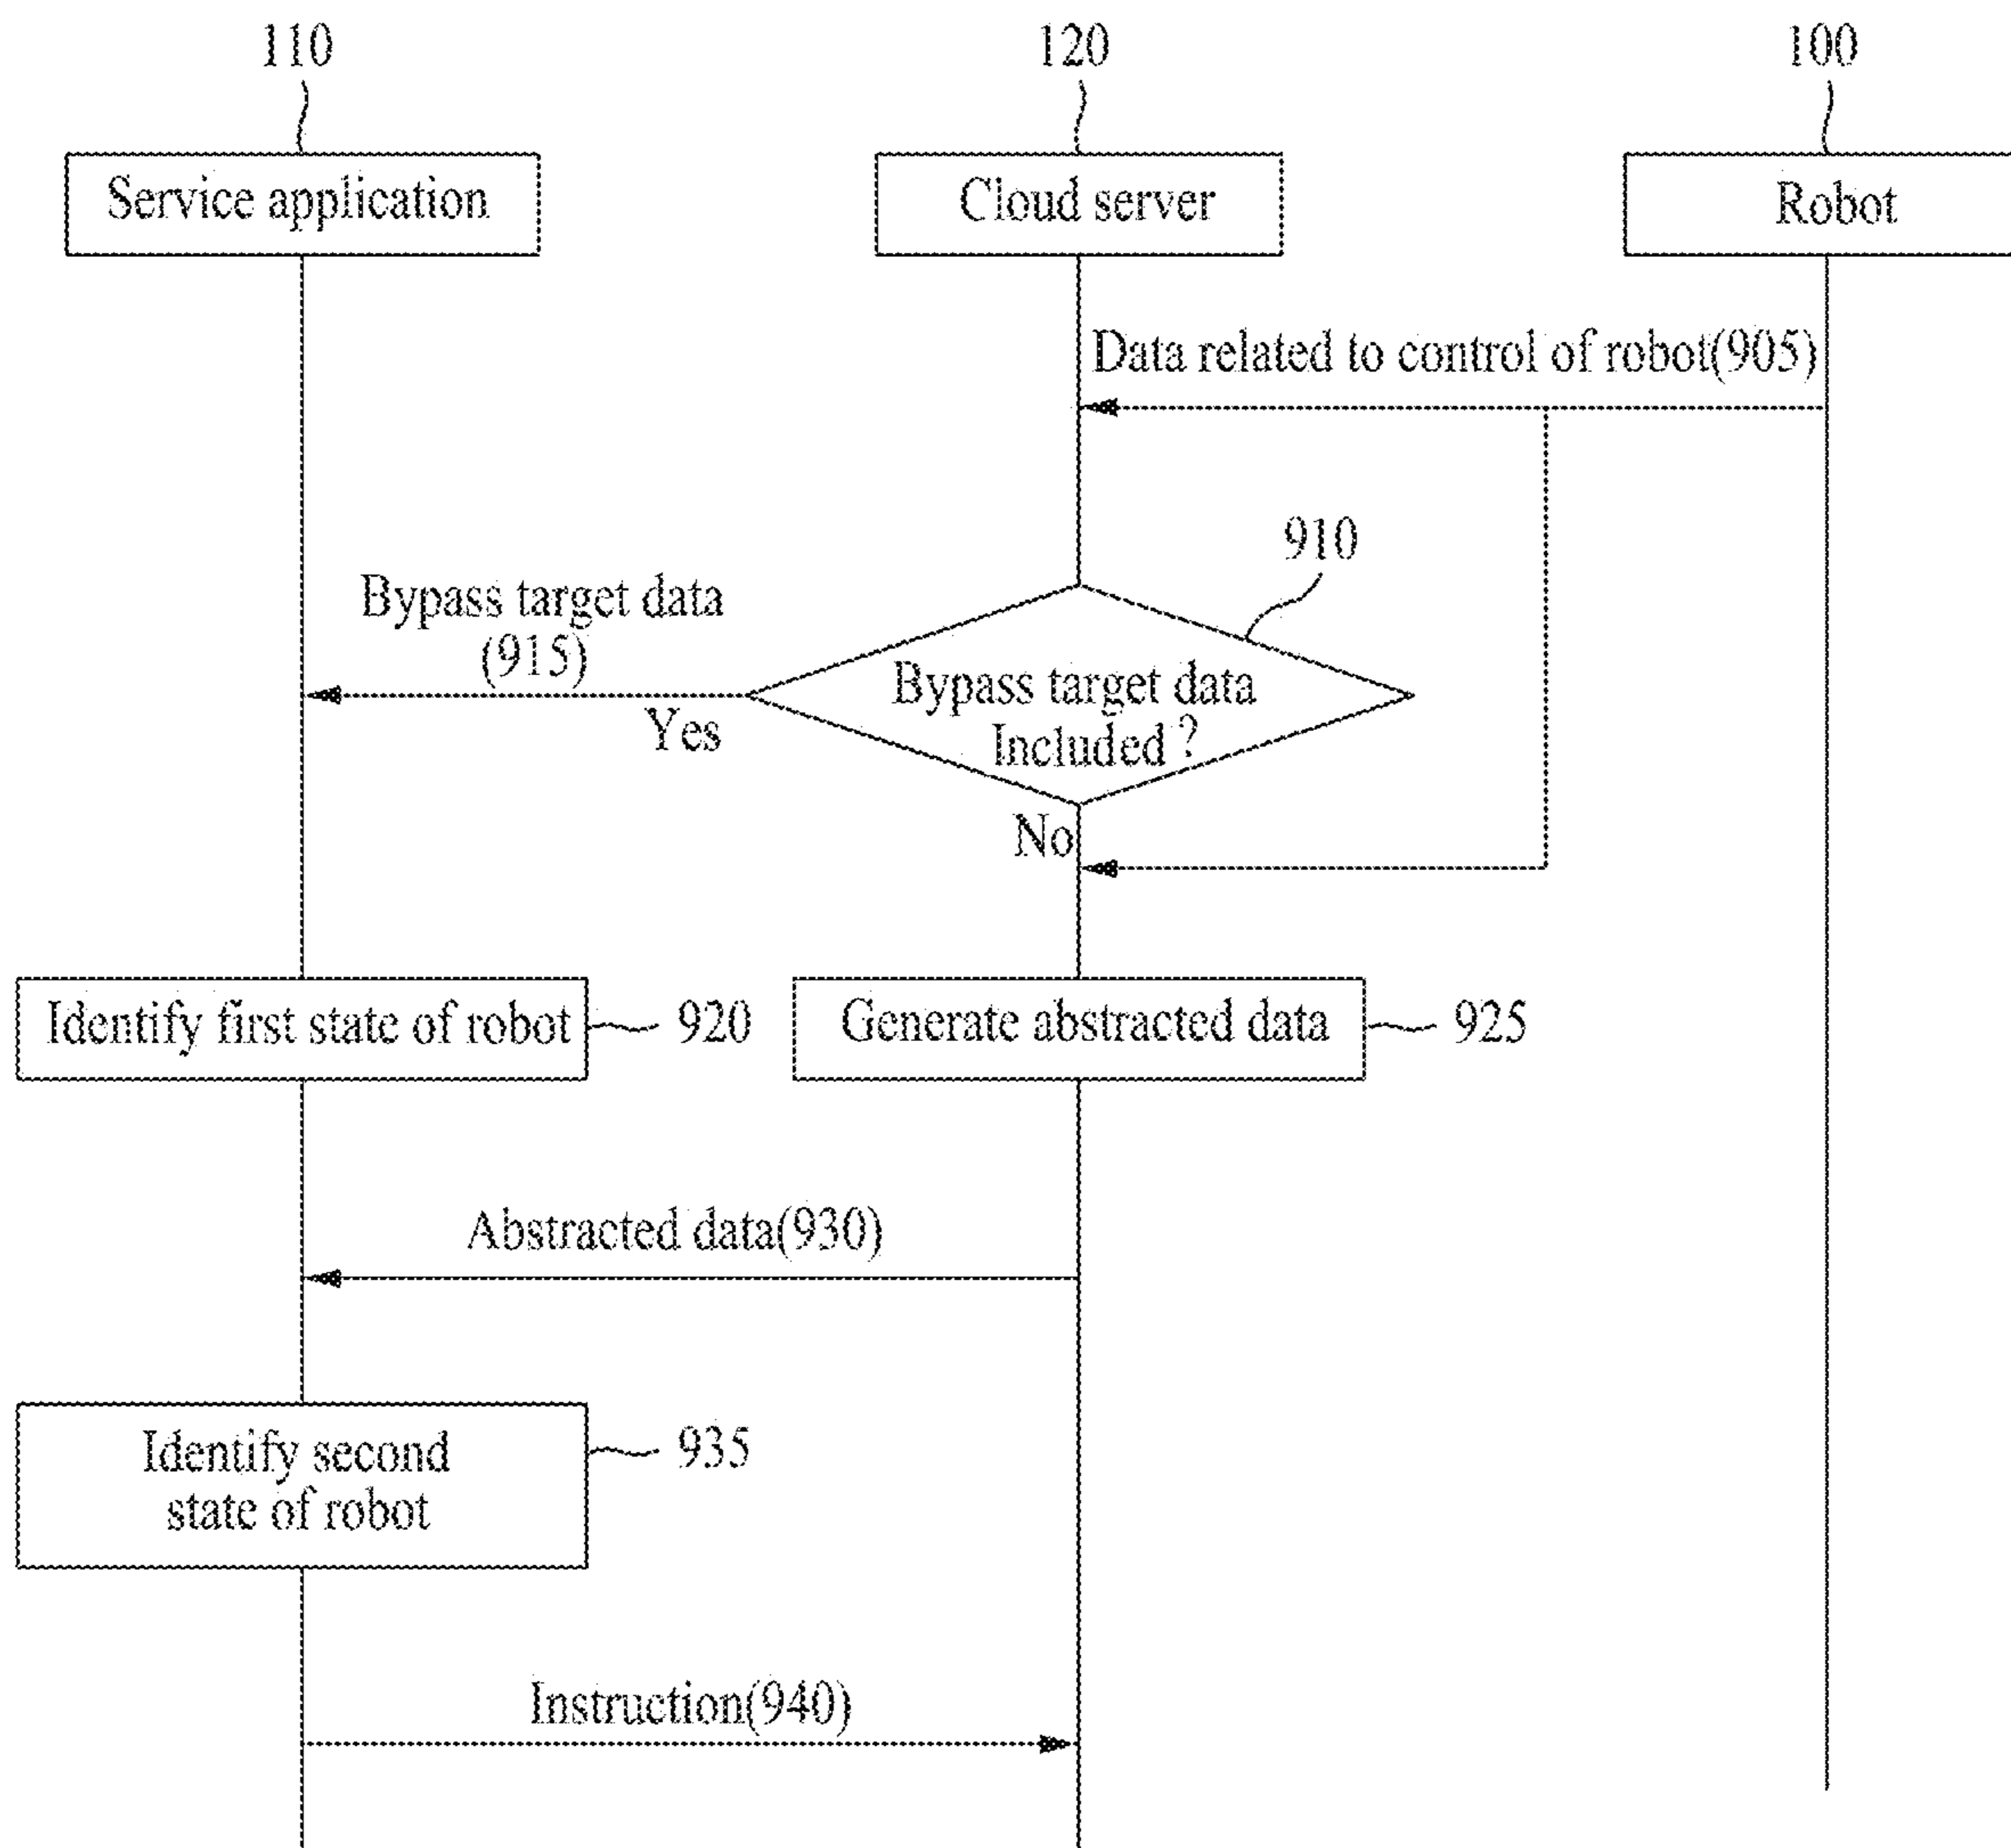 110
120
100
Service application
Cloud server
Robot
Data related to control of robot(905)
910
Bypass target data
(915)
Bypass target data
Included ?
Yes
No
Identify first state of robot
920
Generate abstracted data
925
Abstracted data(930)
Identify second
state of robot
935
Instruction(940)